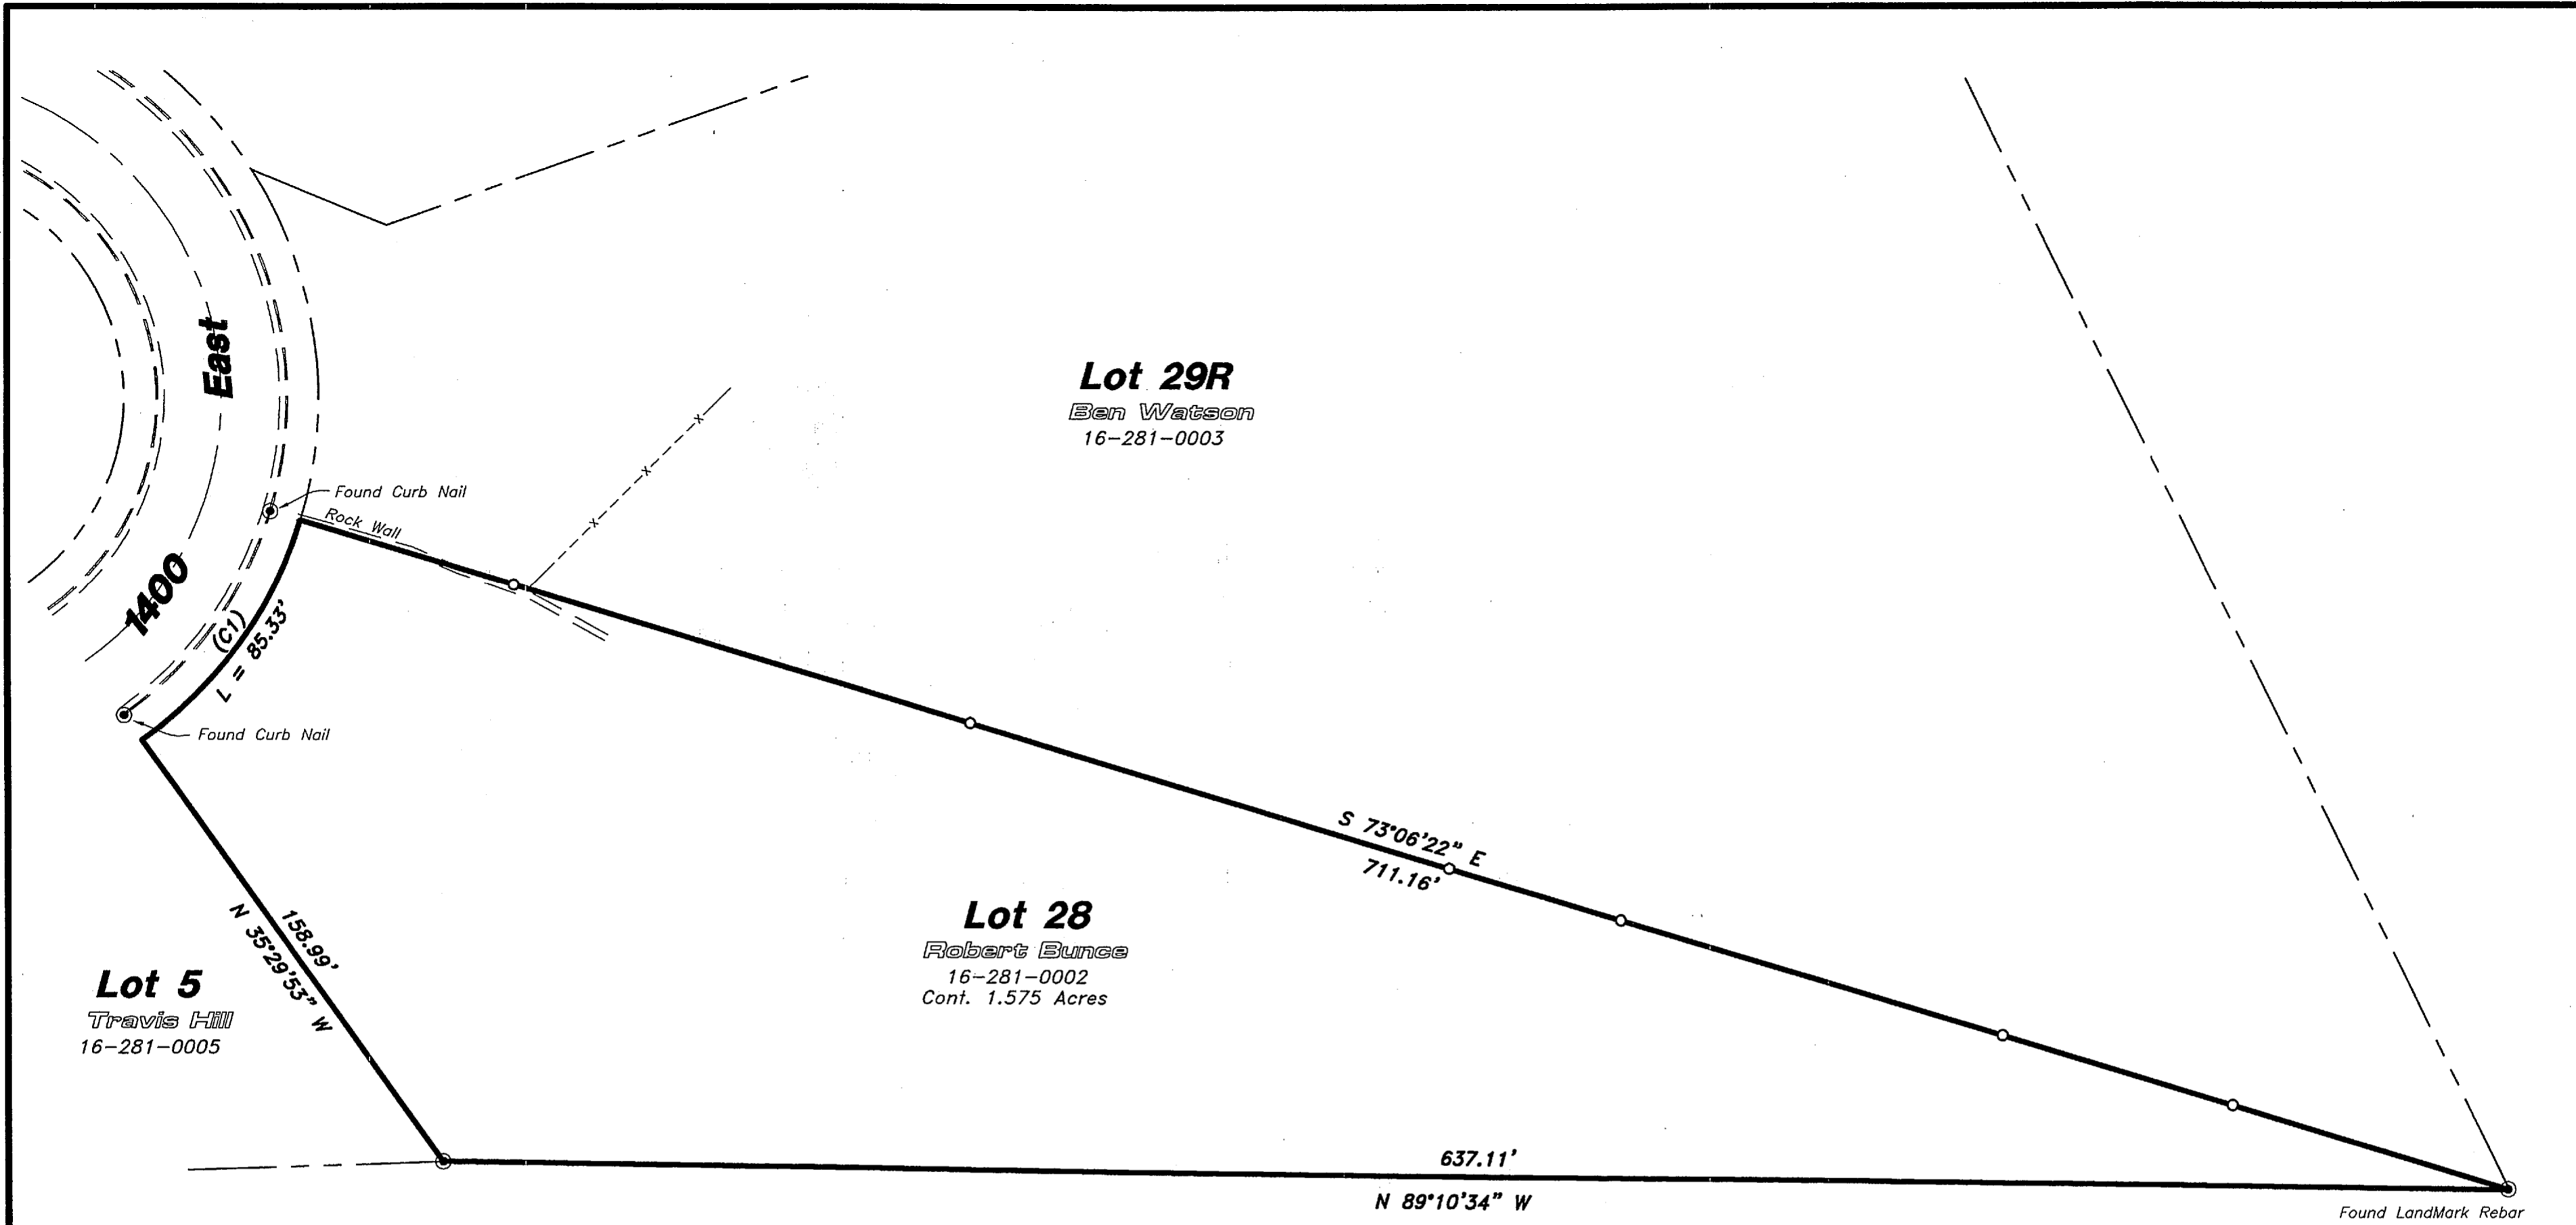 East
1400
Found Curb Nail
Rock Wall
(C1)
L = 85.33'
Found Curb Nail
Lot 29R
Ben Watson
16-281-0003
S 73°06'22" E
711.16'
Lot 28
Robert Bunce
16-281-0002
Cont. 1.575 Acres
158.99'
N 35°29'53" W
Lot 5
Travis Hill
16-281-0005
637.11'
N 89°10'34" W
Found LandMark Rebar